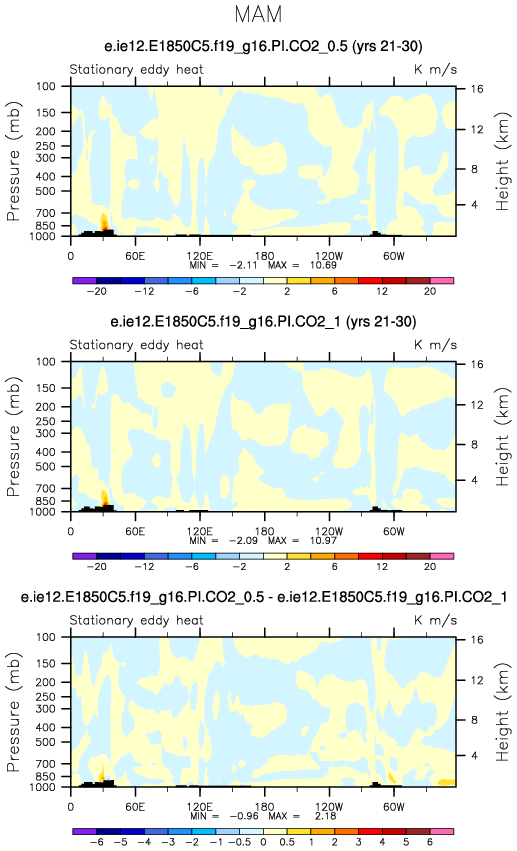 MAM
e.ie12.E1850C5.f19_g16.PI.CO2_0.5 (yrs 21-30)
Stationary eddy heat K m/s
Pressure (mb)
100
150
200
250
300
400
500
700
850
1000
16
12
8
4
Height (km)
0 60E 120E 180 120W 60W
MIN = -2.11 MAX = 10.69
-20 -12 -6 -2 2 6 12 20
e.ie12.E1850C5.f19_g16.PI.CO2_1 (yrs 21-30)
Stationary eddy heat K m/s
Pressure (mb)
100
150
200
250
300
400
500
700
850
1000
16
12
8
4
Height (km)
0 60E 120E 180 120W 60W
MIN = -2.09 MAX = 10.97
-20 -12 -6 -2 2 6 12 20
e.ie12.E1850C5.f19_g16.PI.CO2_0.5 - e.ie12.E1850C5.f19_g16.PI.CO2_1
Stationary eddy heat K m/s
Pressure (mb)
100
150
200
250
300
400
500
700
850
1000
16
12
8
4
Height (km)
0 60E 120E 180 120W 60W
MIN = -0.96 MAX = 2.18
-6 -5 -4 -3 -2 -1 -0.5 0 0.5 1 2 3 4 5 6